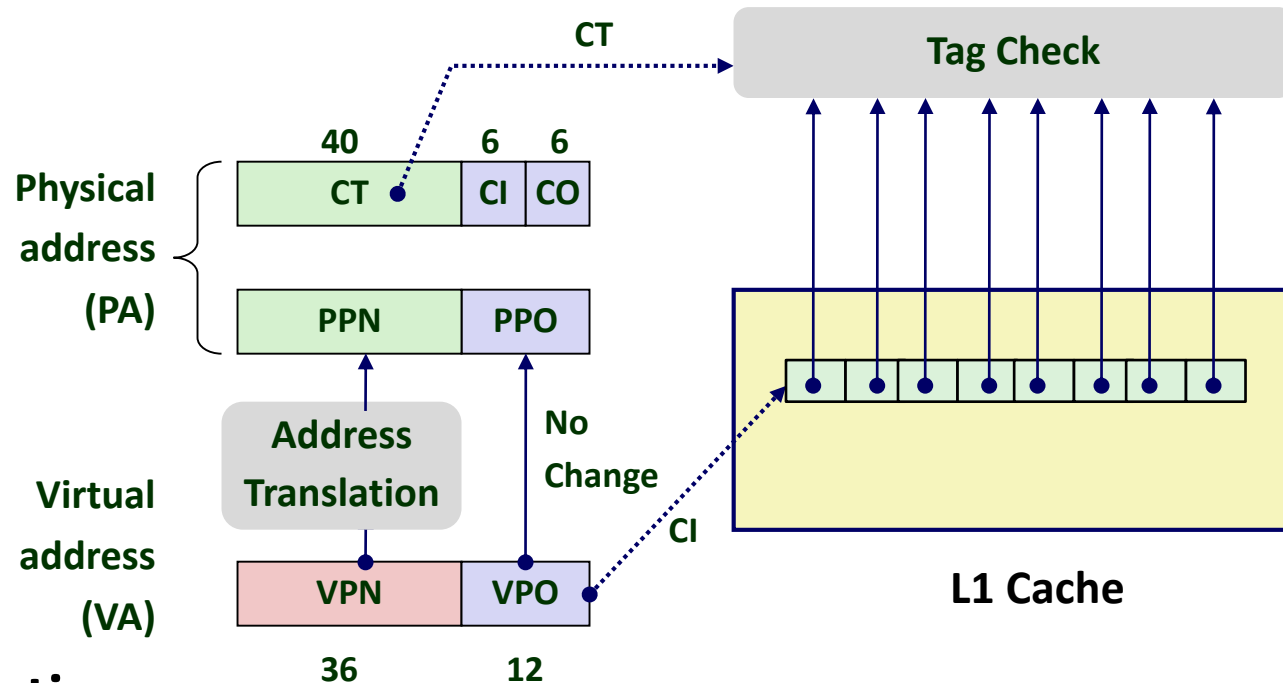 CT
Tag Check
40 6 6
Physical
address
(PA)
CT CI CO
PPN PPO
Address
Translation
No
Change
Virtual
address
(VA)
CI
VPN VPO
L1 Cache
36 12